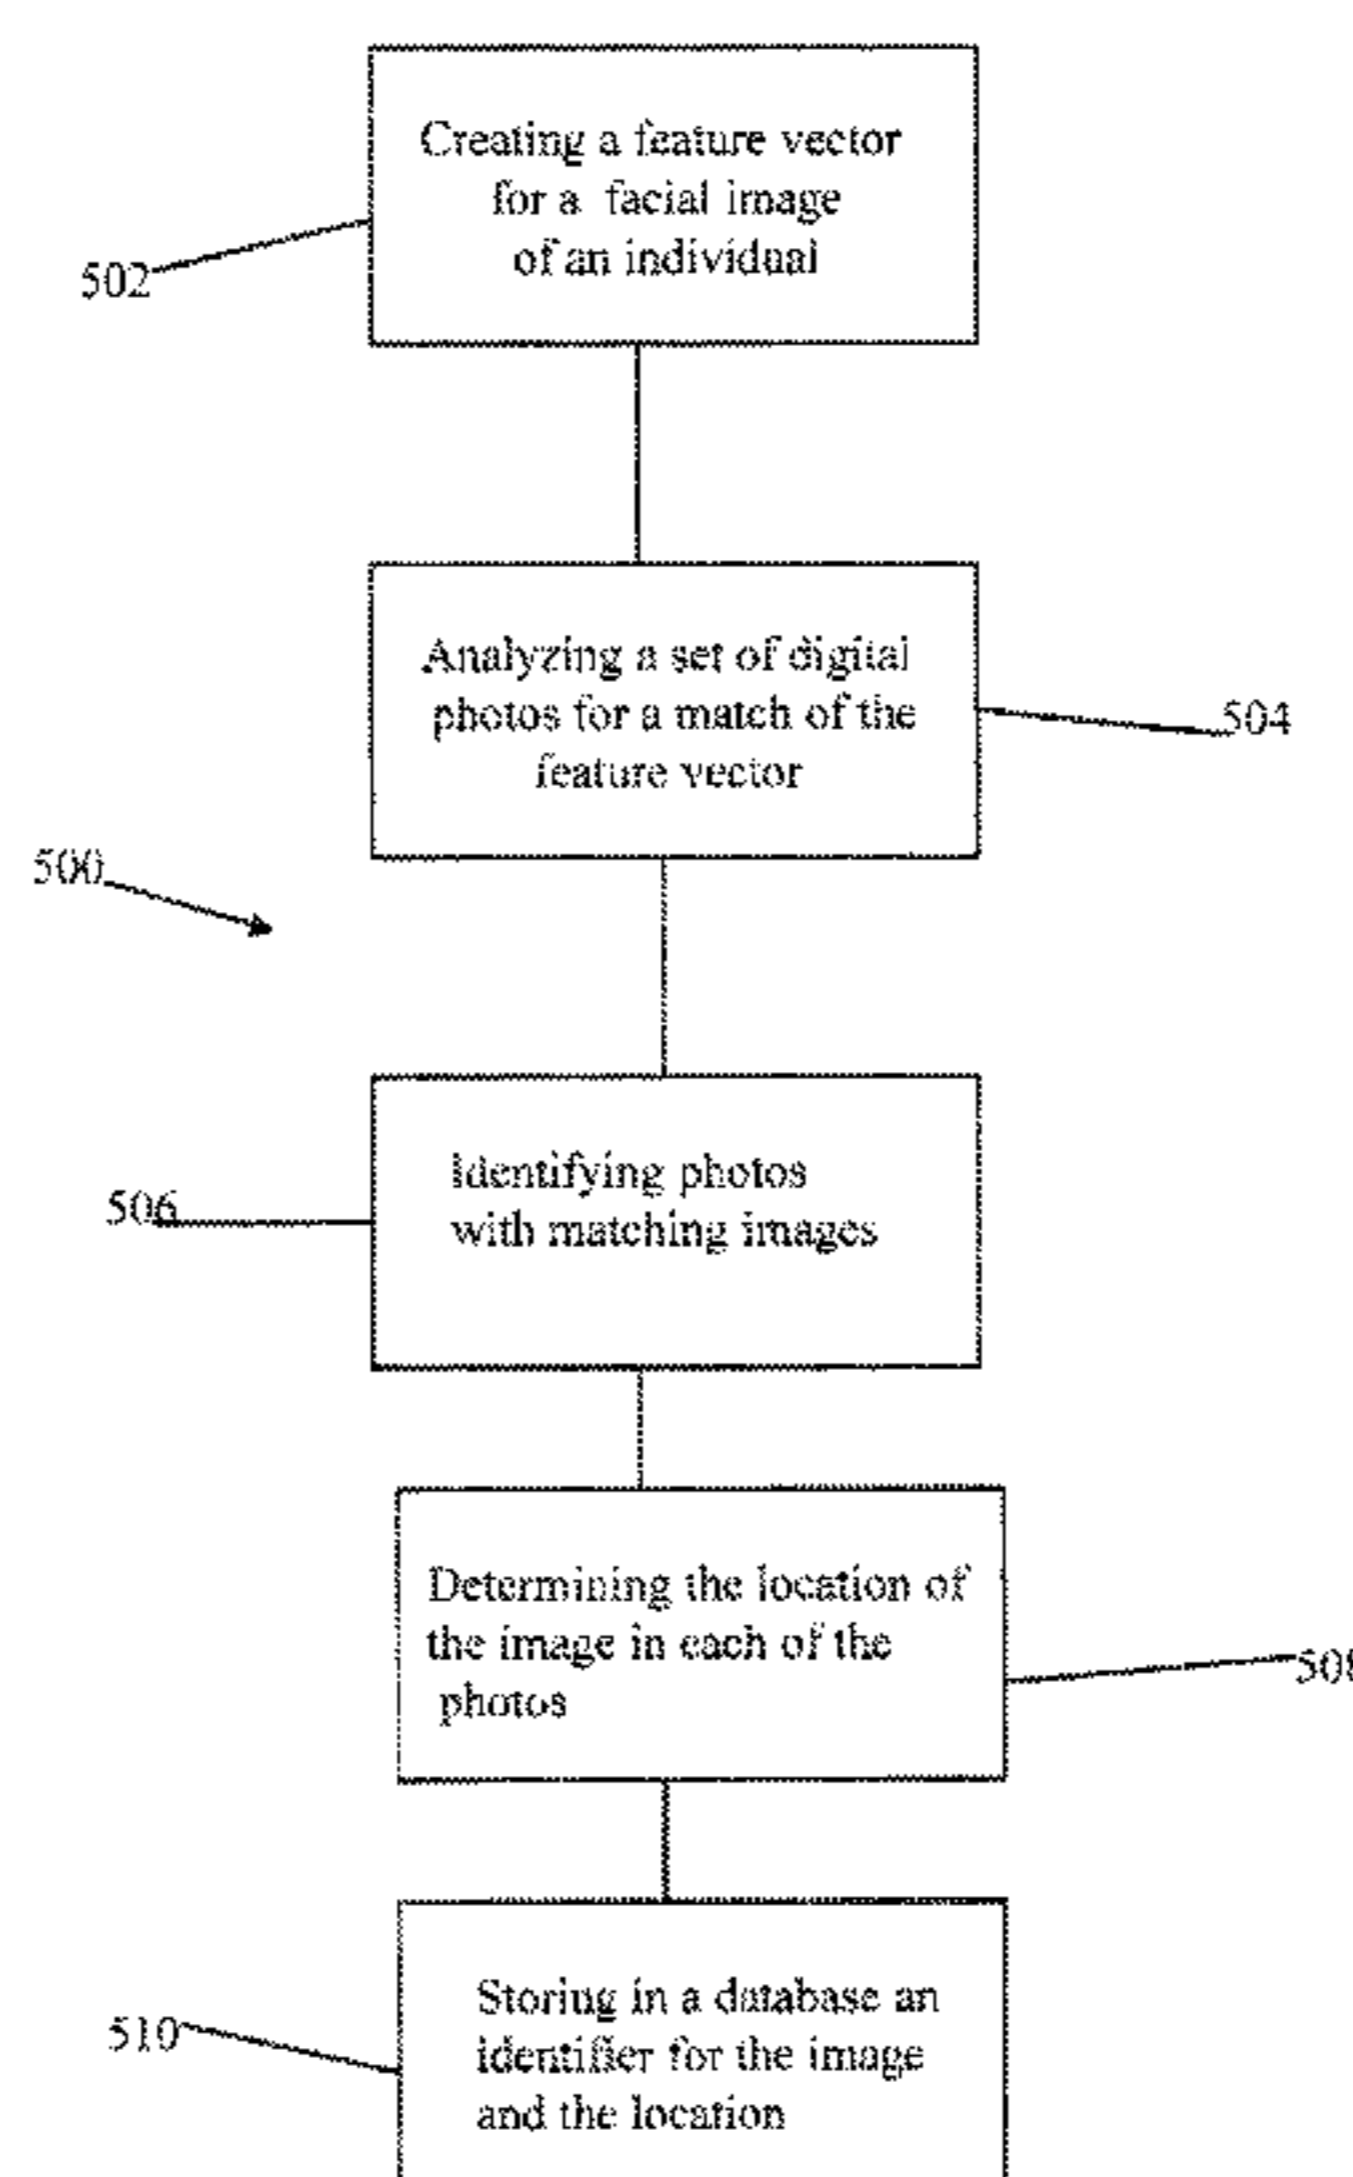 Creating a feature vector
for a facial image
of an individual
502
Analyzing a set of digital
photos for a match of the
feature vector
504
500
Identifying photos
with matching images
506
Determining the location of
the image in each of the
photos
508
Storing in a database an
identifier for the image
and the location
510